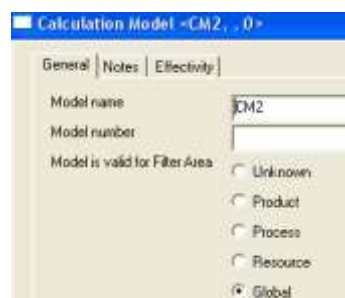 Calculation Model <CM2, , 0>
General Notes Effectivity
Model name CM2
Model number
Model is valid for Filter Area Unknown
Product
Process
Resource
Global